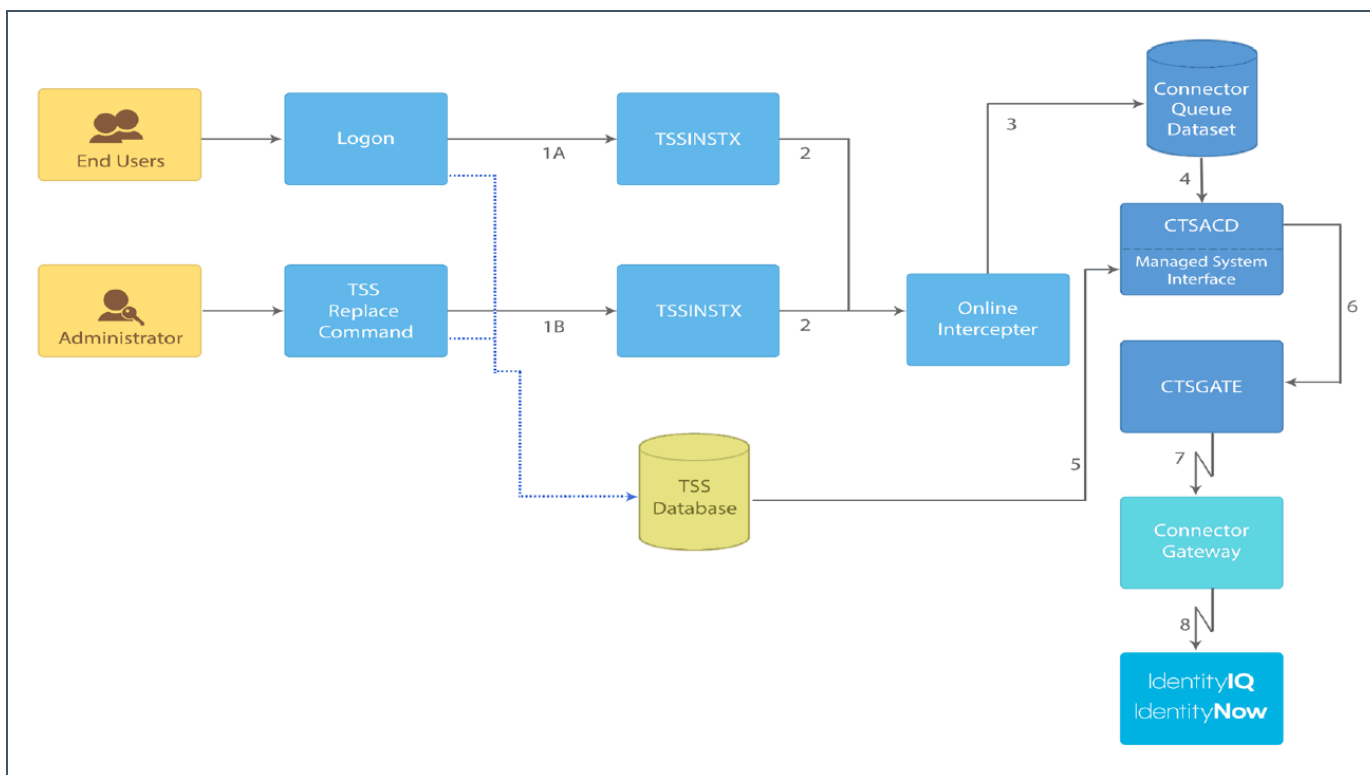 End Users
Logon
1A
TSSINSTX
2
3
Connector
Queue
Dataset
4
CTSACD
Managed System
Interface
Administrator
TSS
Replace
Command
1B
TSSINSTX
2
Online
Intercepter
6
CTSGATE
5
TSS
Database
7
Connector
Gateway
8
IdentityIQ
IdentityNow